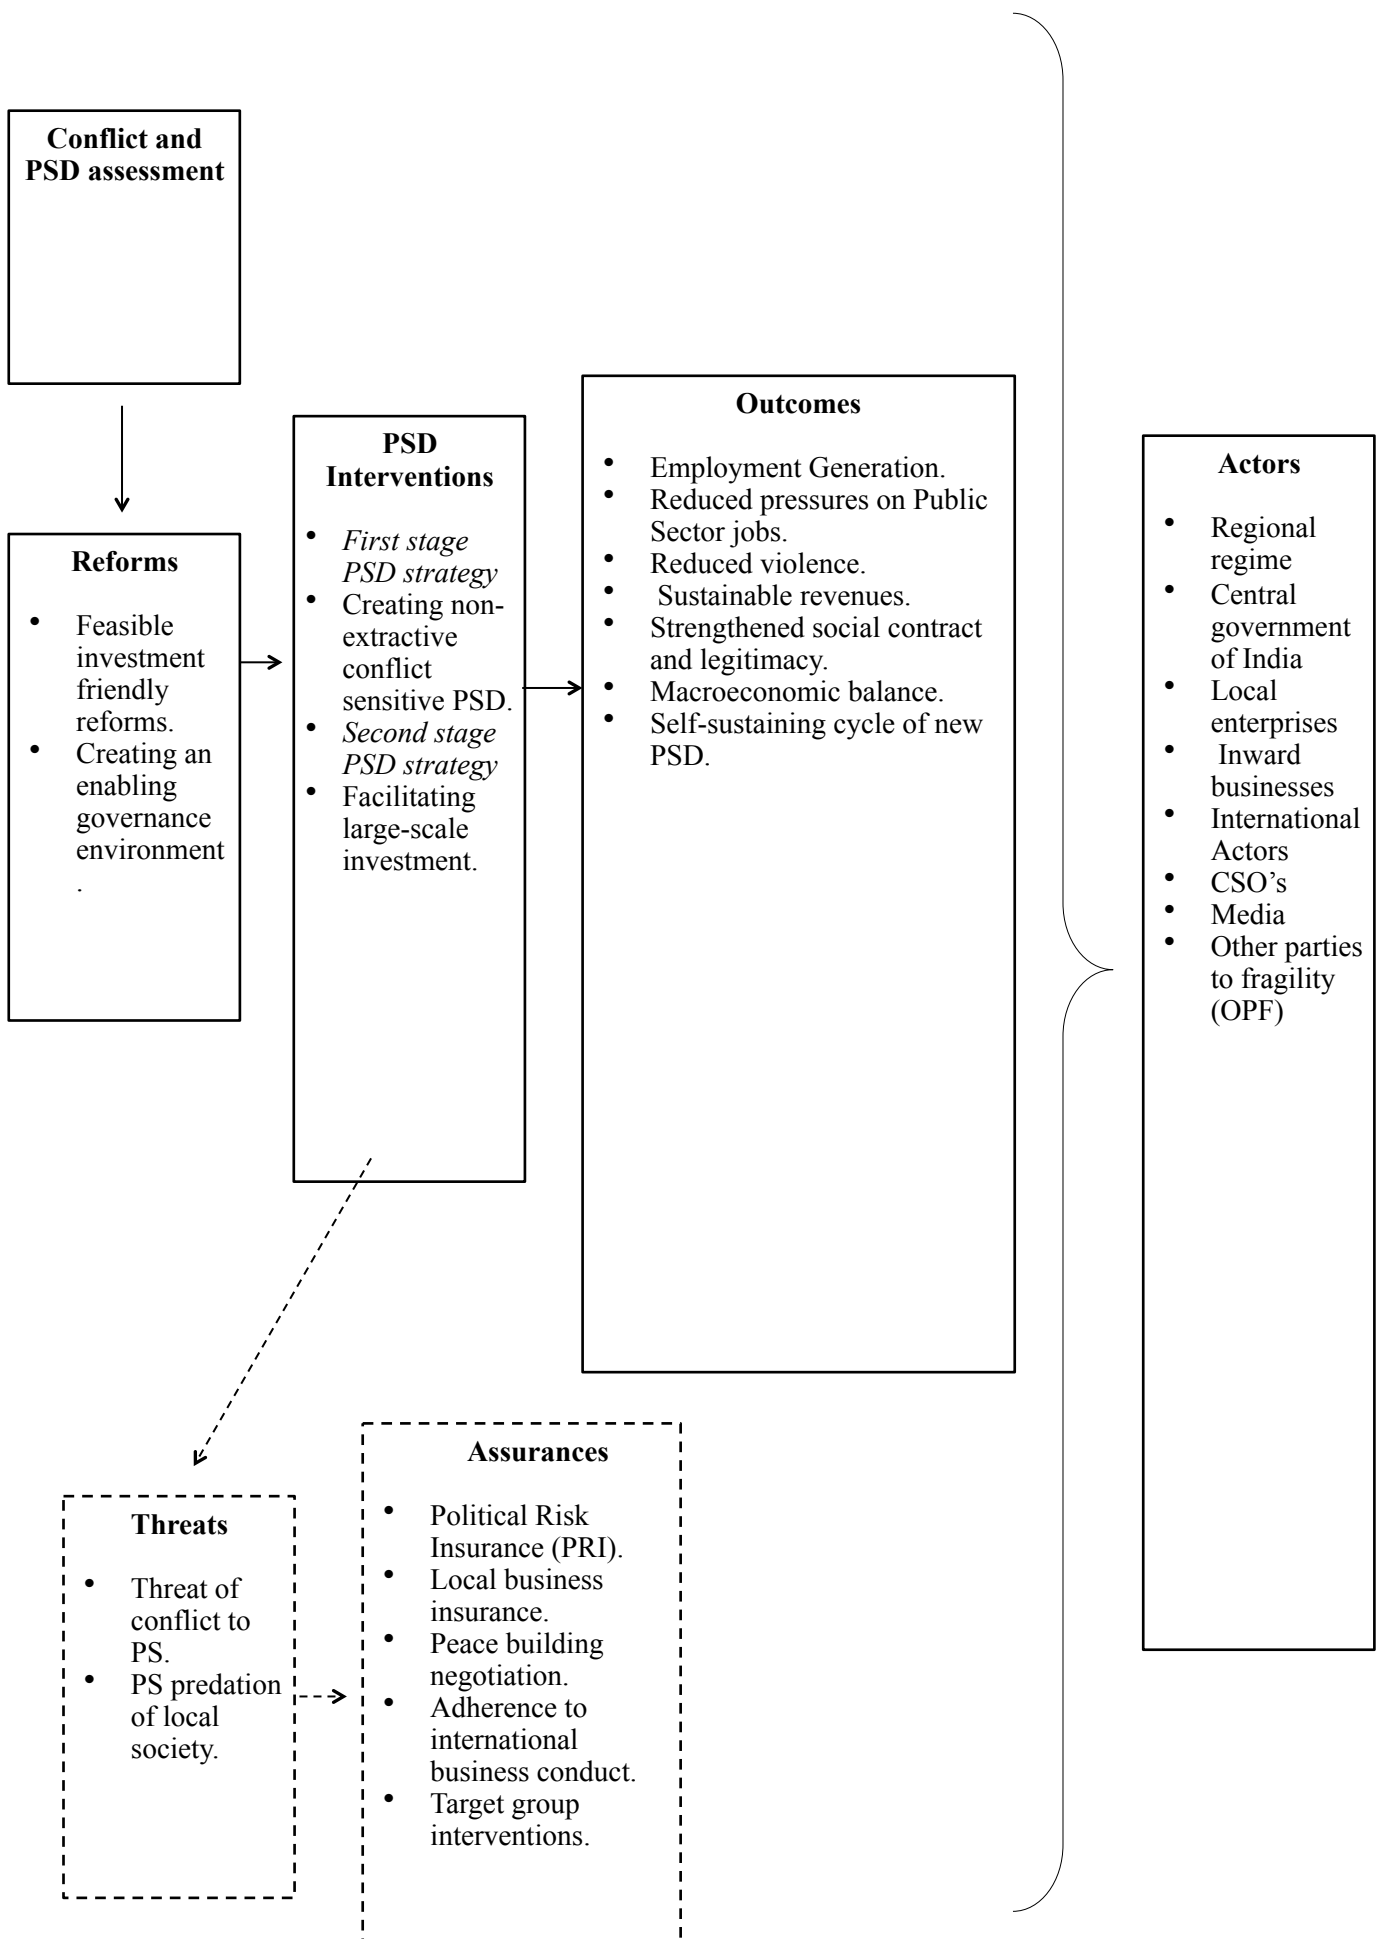 Conflict and
PSD assessment
Reforms
• Feasible
investment
friendly
reforms.
• Creating an
enabling
governance
environment
.
PSD
Interventions
• First stage
PSD strategy
• Creating non-
extractive
conflict
sensitive PSD.
• Second stage
PSD strategy
• Facilitating
large-scale
investment.
Outcomes
• Employment Generation.
• Reduced pressures on Public
Sector jobs.
• Reduced violence.
• Sustainable revenues.
• Strengthened social contract
and legitimacy.
• Macroeconomic balance.
• Self-sustaining cycle of new
PSD.
Actors
• Regional
regime
• Central
government
of India
• Local
enterprises
• Inward
businesses
• International
Actors
• CSO’s
• Media
• Other parties
to fragility
(OPF)
Threats
• Threat of
conflict to
PS.
• PS predation
of local
society.
Assurances
• Political Risk
Insurance (PRI).
• Local business
insurance.
• Peace building
negotiation.
• Adherence to
international
business conduct.
• Target group
interventions.